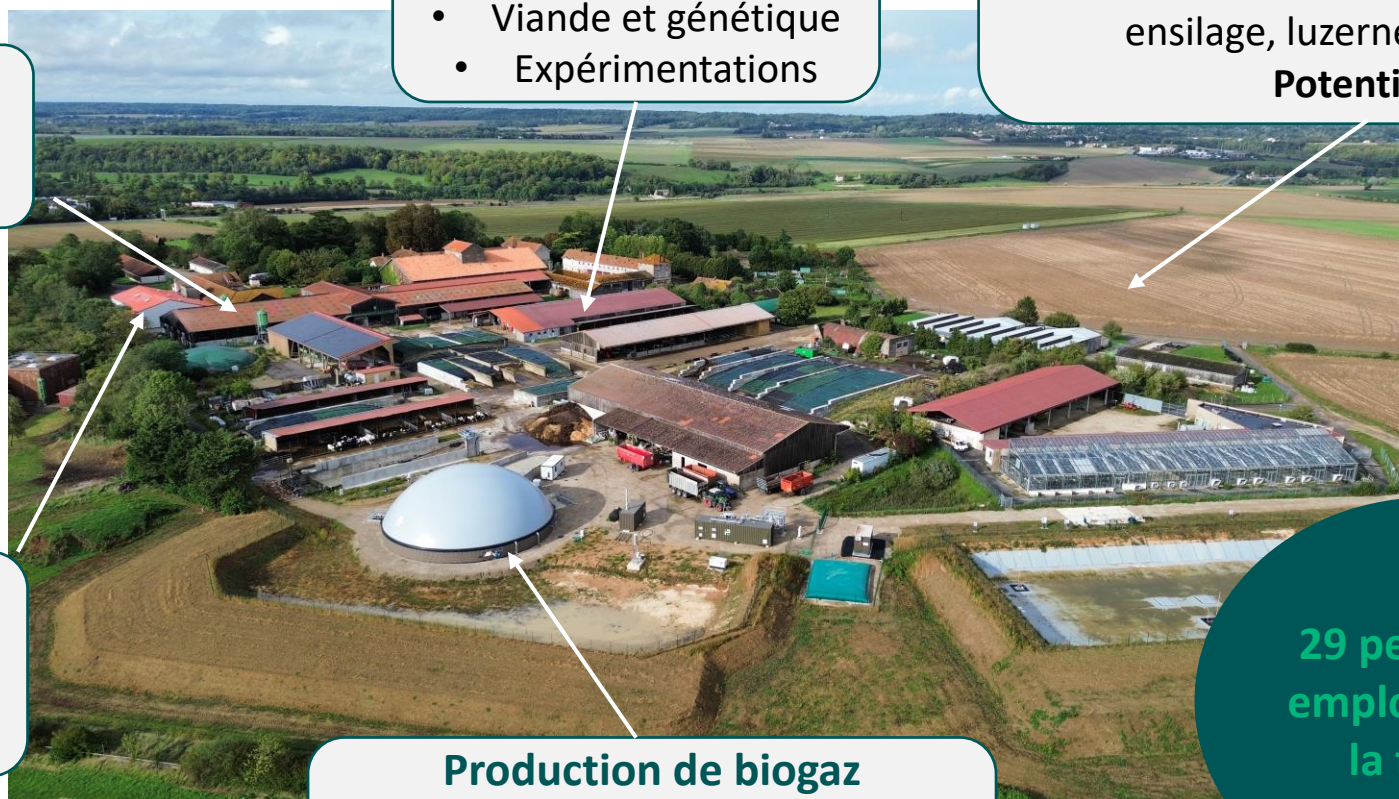 • Viande et génétique
• Expérimentations
ensilage, luzerne
Potenti
29 pe
emplo
la
Production de biogaz